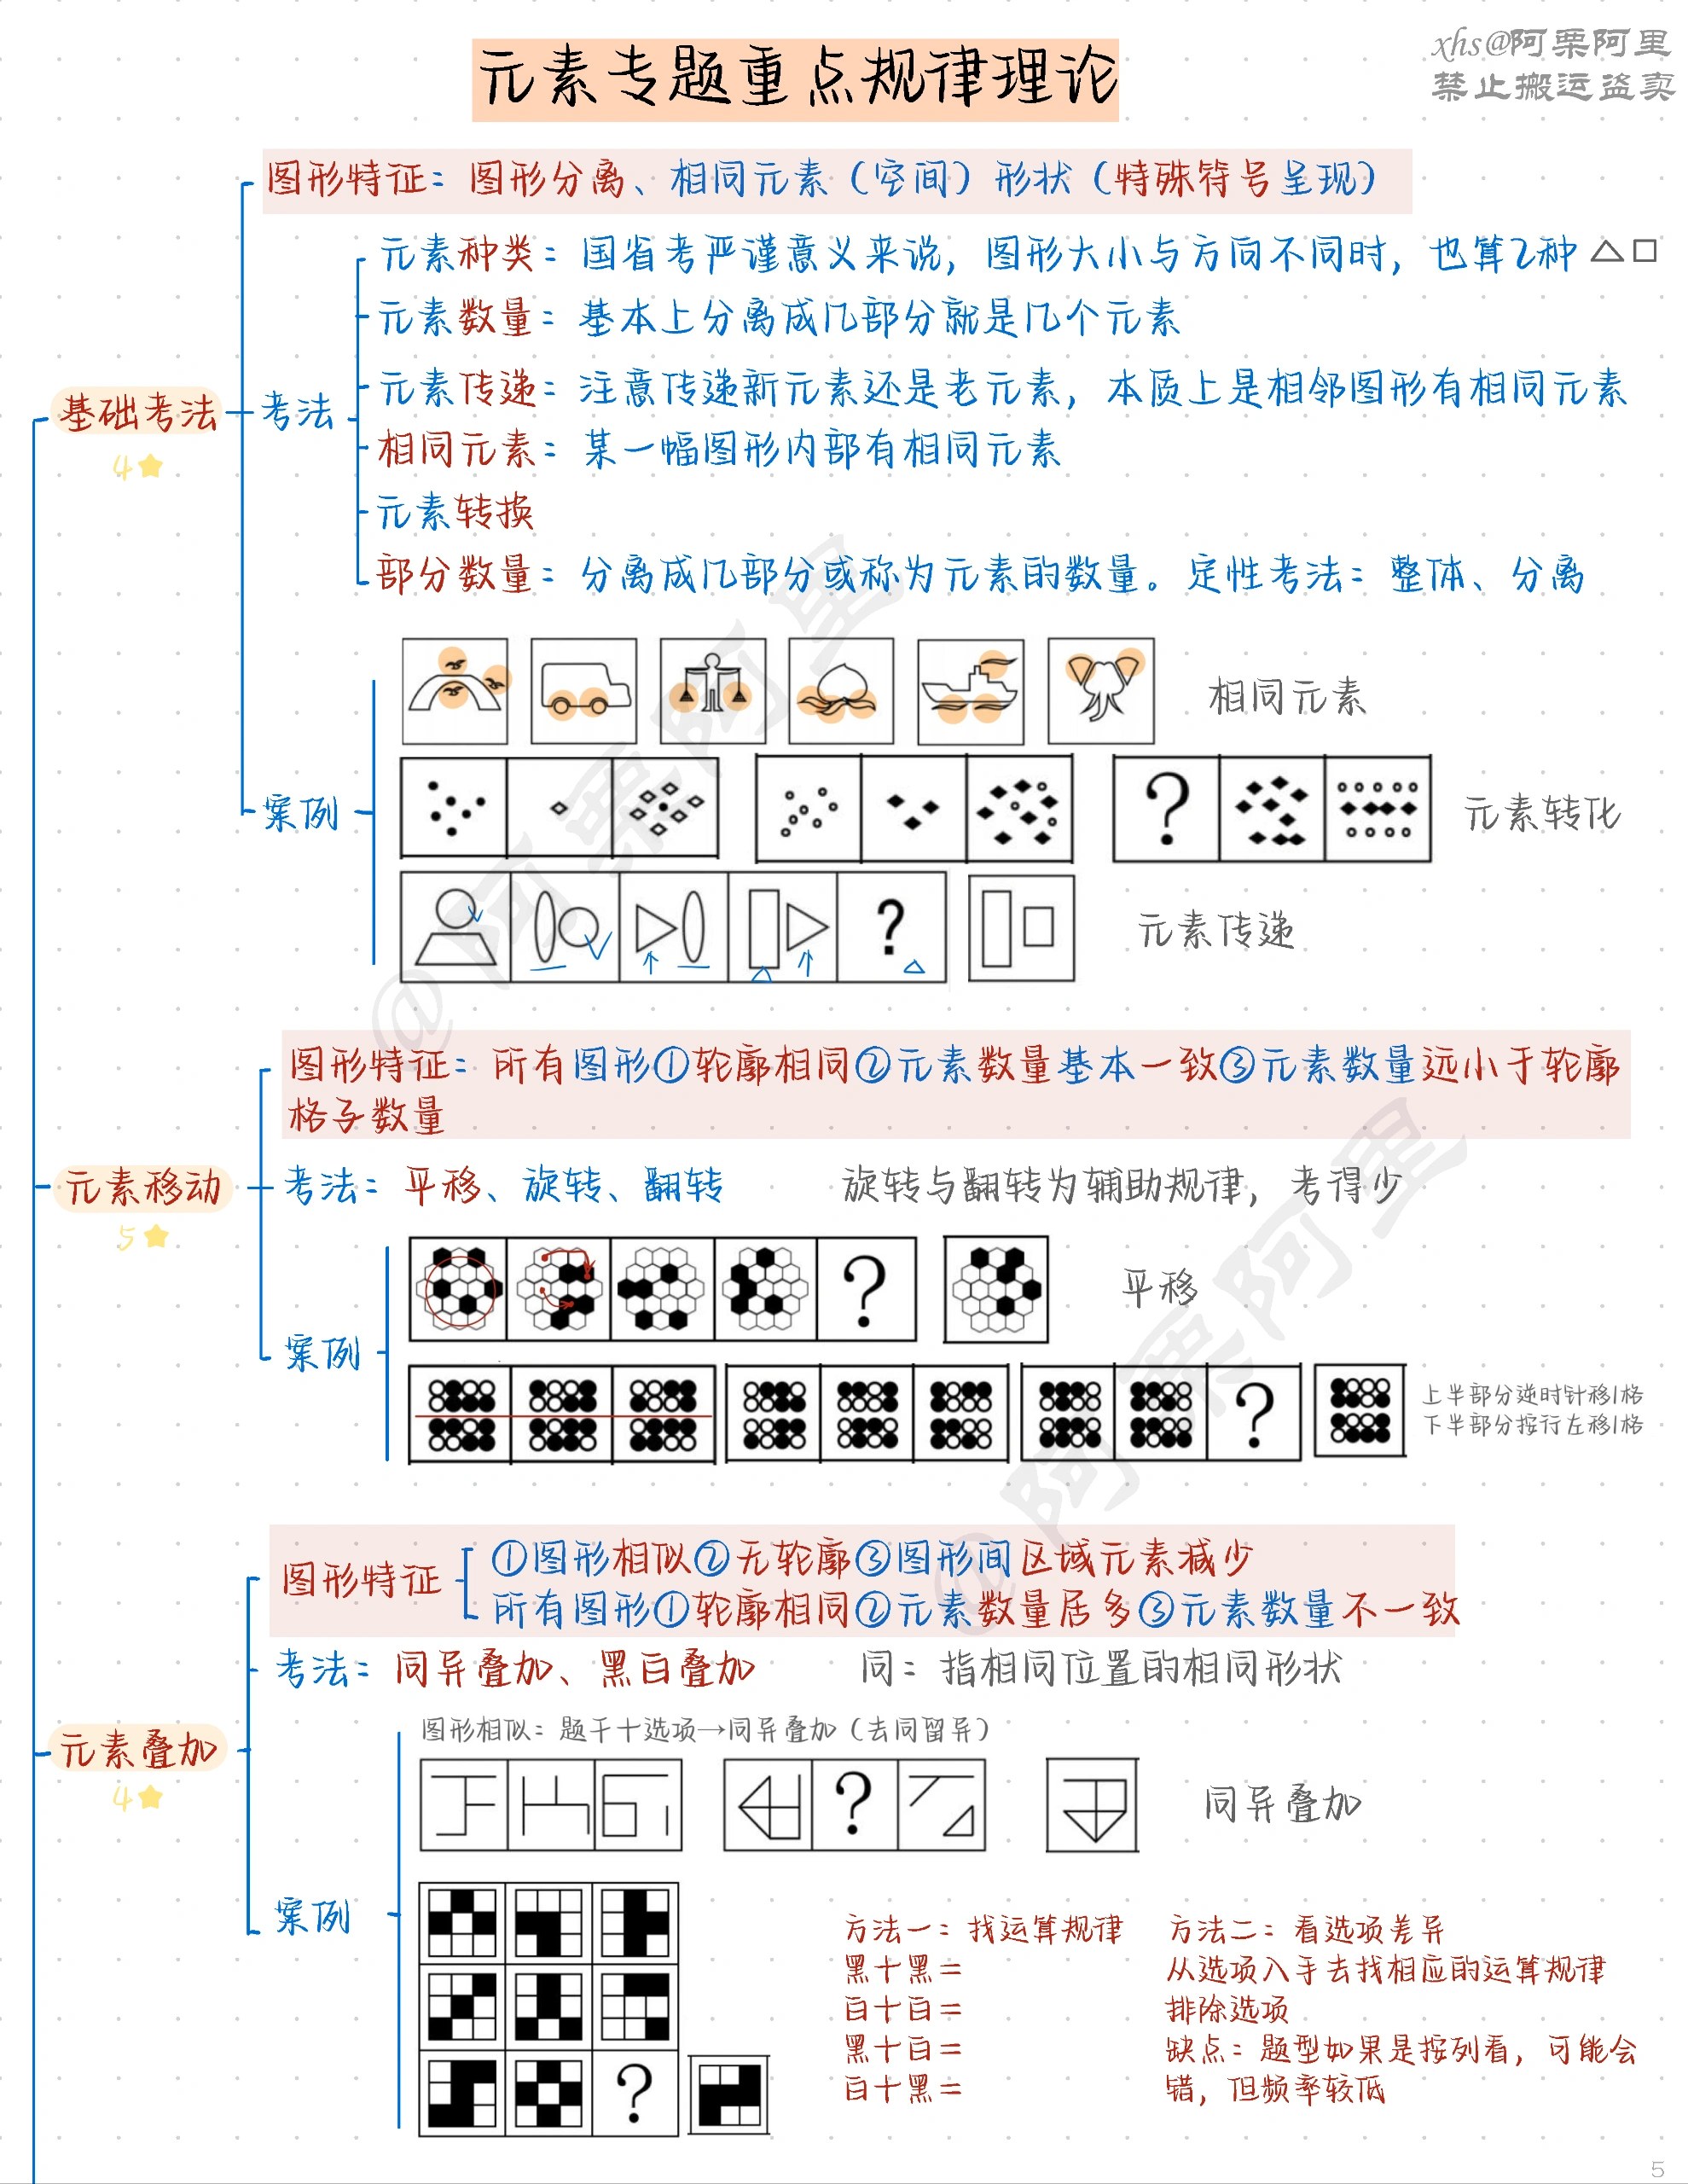 xhs@阿栗阿里
禁止搬运盗卖
元素专题重点规律理论
图形特征：图形分离、相同元素（空间）形状（特殊符号呈现）
元素种类：国省考严谨意义来说，图形大小与方向不同时，也算2种 △□
元素数量：基本上分离成几部分就是几个元素
基础考法
考法
元素传递：注意传递新元素还是老元素，本质上是相邻图形有相同元素
4
相同元素：某一幅图形内部有相同元素
元素转换
部分数量：分离成几部分或称为元素的数量。定性考法：整体、分离
相同元素
案例
?
元素转化
?
元素传递
@阿栗阿里
图形特征：所有图形①轮廓相同②元素数量基本一致③元素数量远小于轮廓
格子数量
元素移动
考法：平移、旋转、翻转
旋转与翻转为辅助规律，考得少
5
?
平移
案例
?
上半部分逆时针移1格
下半部分按行左移1格
@阿栗阿里
图形特征
①图形相似②无轮廓③图形间区域元素减少
所有图形①轮廓相同②元素数量居多③元素数量不一致
考法：同异叠加、黑白叠加
同：指相同位置的相同形状
元素叠加
4
图形相似：题干十选项→同异叠加（去同留异）
?
同异叠加
案例
方法一：找运算规律
黑十黑＝
白十白＝
黑十白＝
白十黑＝
方法二：看选项差异
从选项入手去找相应的运算规律
排除选项
缺点：题型如果是按列看，可能会
错，但频率较低
?
5